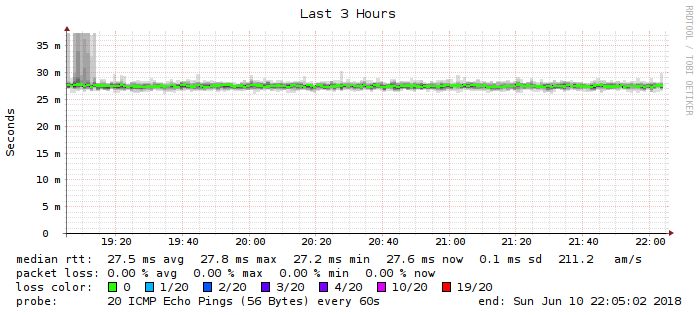 Last 3 Hours
RRDTOOL / TOBI OETIKER
Seconds
35 m
30 m
25 m
20 m
15 m
10 m
5 m
0
19:20 19:40 20:00 20:20 20:40 21:00 21:20 21:40 22:00
median rtt: 27.5 ms avg 27.8 ms max 27.2 ms min 27.6 ms now 0.1 ms sd 211.2 am/s
packet loss: 0.00 % avg 0.00 % max 0.00 % min 0.00 % now
loss color: 0 1/20 2/20 3/20 4/20 10/20 19/20
probe: 20 ICMP Echo Pings (56 Bytes) every 60s end: Sun Jun 10 22:05:02 2018